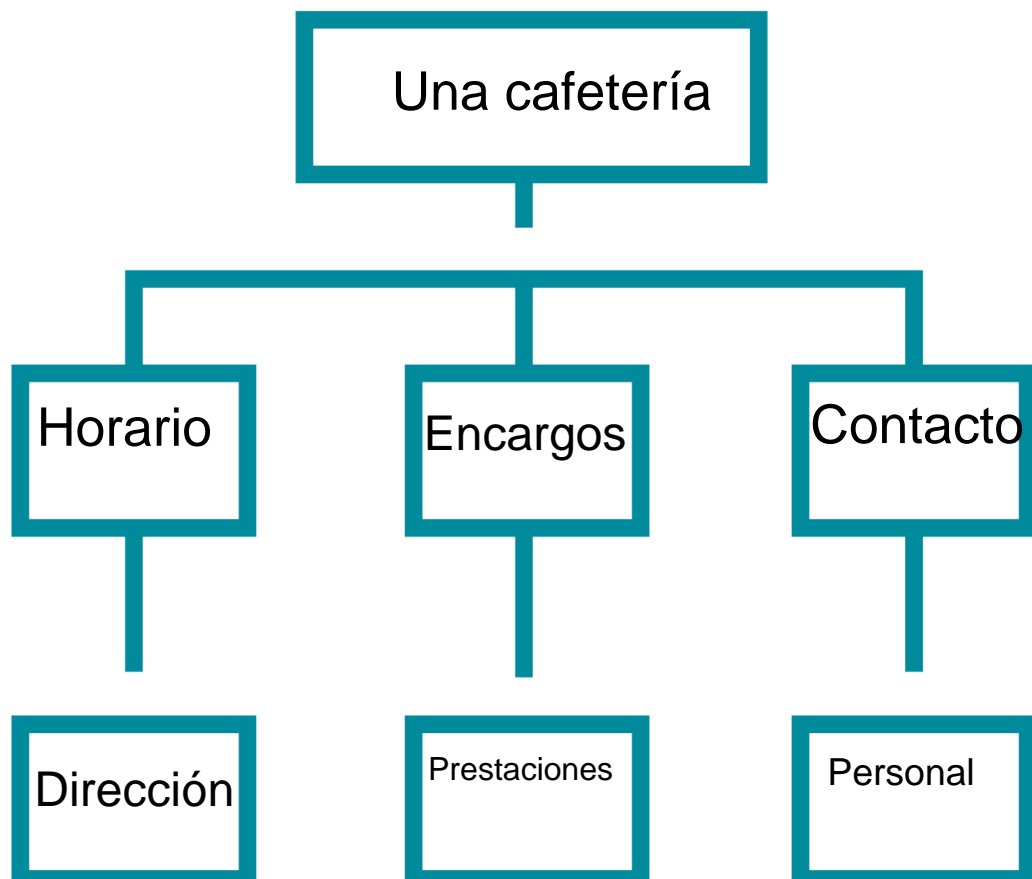 Una cafetería
Horario
Encargos
Contacto
Dirección
Prestaciones
Personal